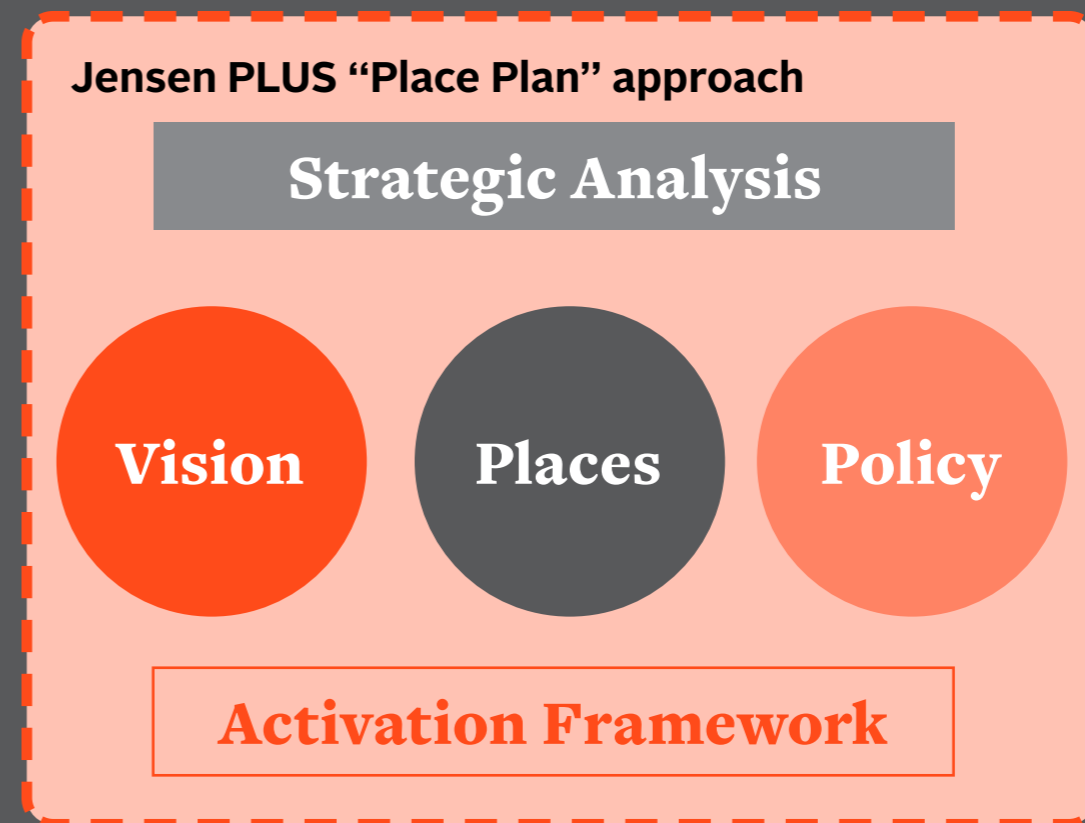 Jensen PLUS “Place Plan” approach
Strategic Analysis
Vision
Places
Policy
Activation Framework